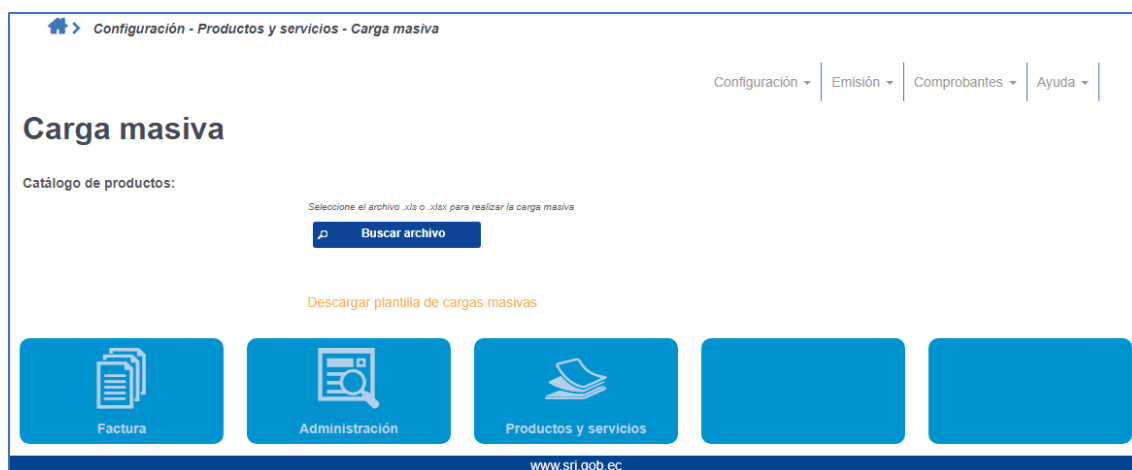 Configuración - Productos y servicios - Carga masiva
Configuración Emisión Comprobantes Ayuda
Carga masiva
Catálogo de productos:
Seleccione el archivo .xls o .xlsx para realizar la carga masiva
Buscar archivo
Descargar plantilla de cargas masivas
Factura Administración Productos y servicios
www.sri.gob.ec